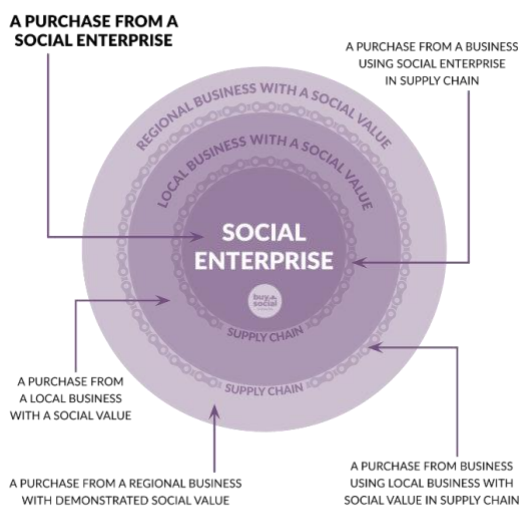 A PURCHASE FROM A
SOCIAL ENTERPRISE
A PURCHASE FROM A BUSINESS
USING SOCIAL ENTERPRISE
IN SUPPLY CHAIN
REGIONAL BUSINESS WITH A SOCIAL VALUE
LOCAL BUSINESS WITH A SOCIAL VALUE
SOCIAL
ENTERPRISE
buy
social
SUPPLY CHAIN
SUPPLY CHAIN
A PURCHASE FROM
A LOCAL BUSINESS
WITH A SOCIAL VALUE
A PURCHASE FROM A REGIONAL BUSINESS
WITH DEMONSTRATED SOCIAL VALUE
A PURCHASE FROM BUSINESS
USING LOCAL BUSINESS WITH
SOCIAL VALUE IN SUPPLY CHAIN